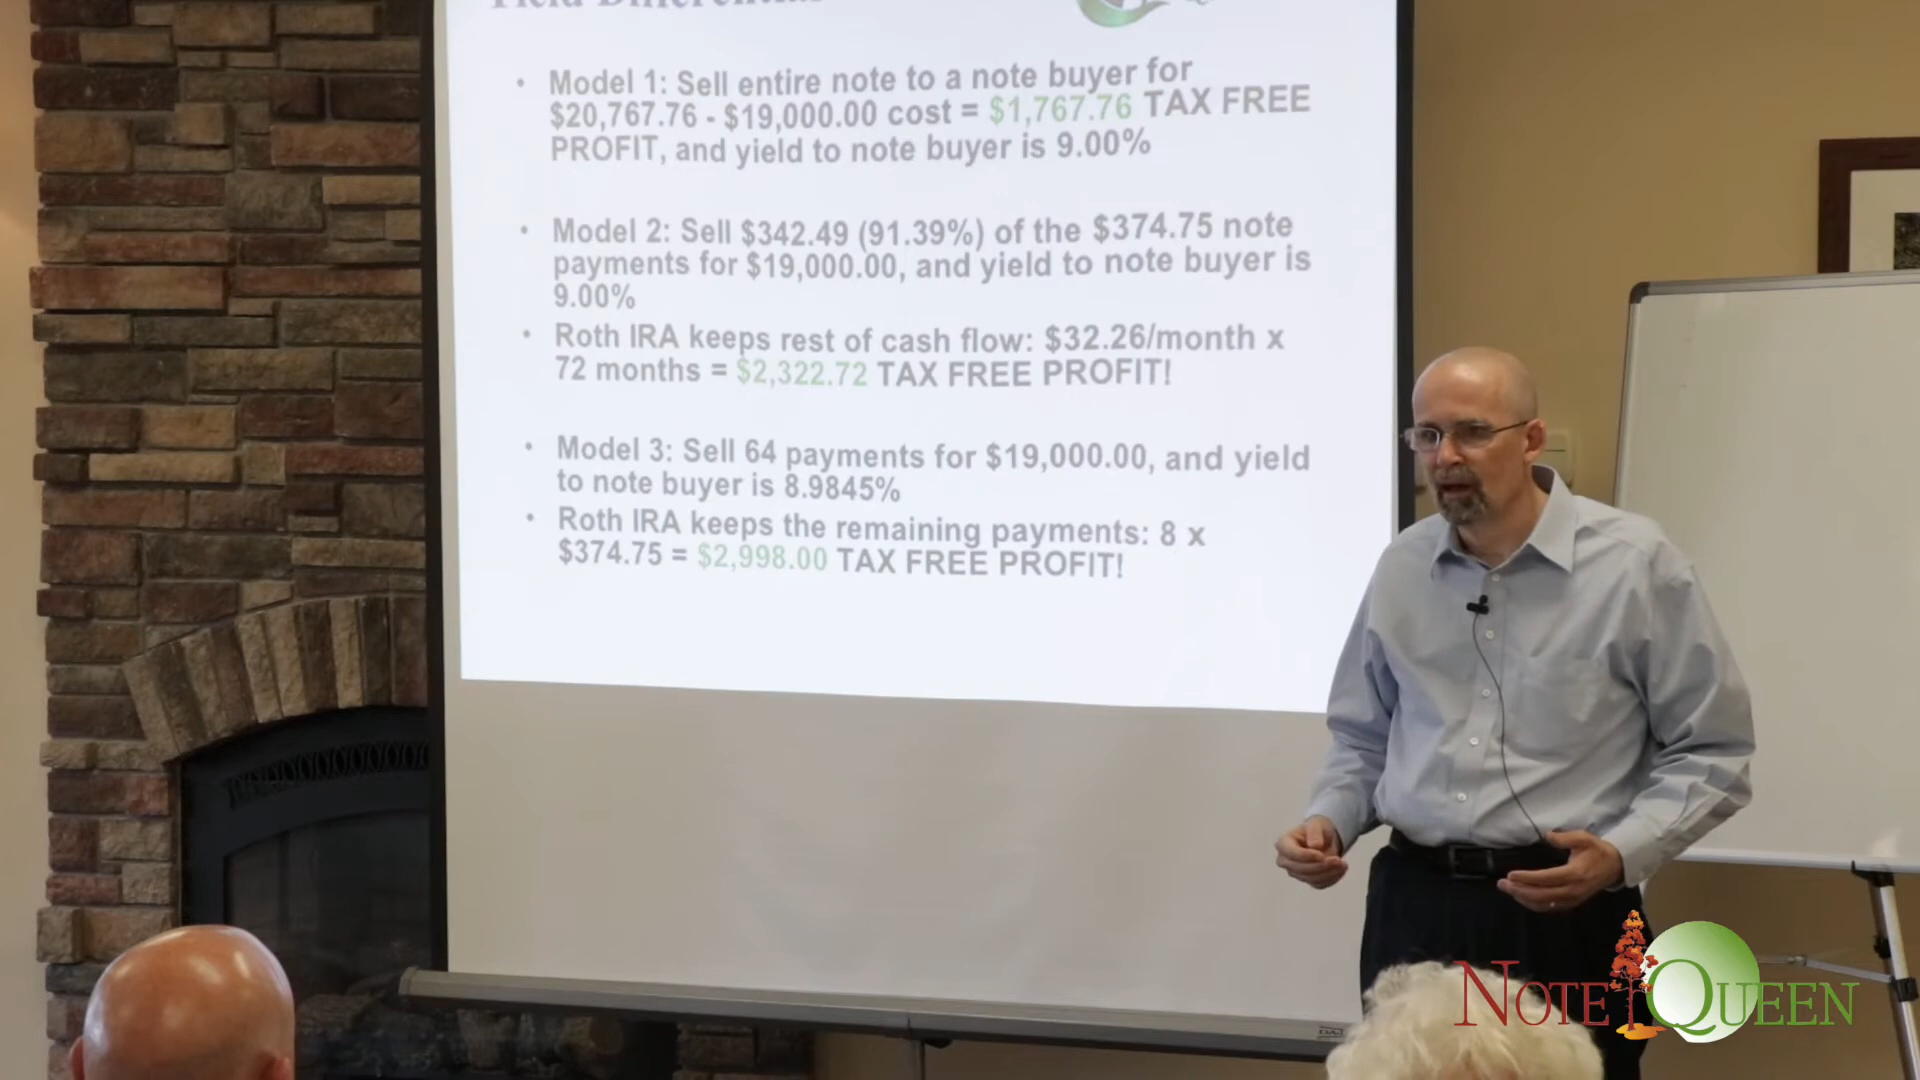 Yield Differential
• Model 1: Sell entire note to a note buyer for
$20,767.76 - $19,000.00 cost = $1,767.76 TAX FREE
PROFIT, and yield to note buyer is 9.00%
• Model 2: Sell $342.49 (91.39%) of the $374.75 note
payments for $19,000.00, and yield to note buyer is
9.00%
• Roth IRA keeps rest of cash flow: $32.26/month x
72 months = $2,322.72 TAX FREE PROFIT!
• Model 3: Sell 64 payments for $19,000.00, and yield
to note buyer is 8.9845%
• Roth IRA keeps the remaining payments: 8 x
$374.75 = $2,998.00 TAX FREE PROFIT!
NOTE QUEEN